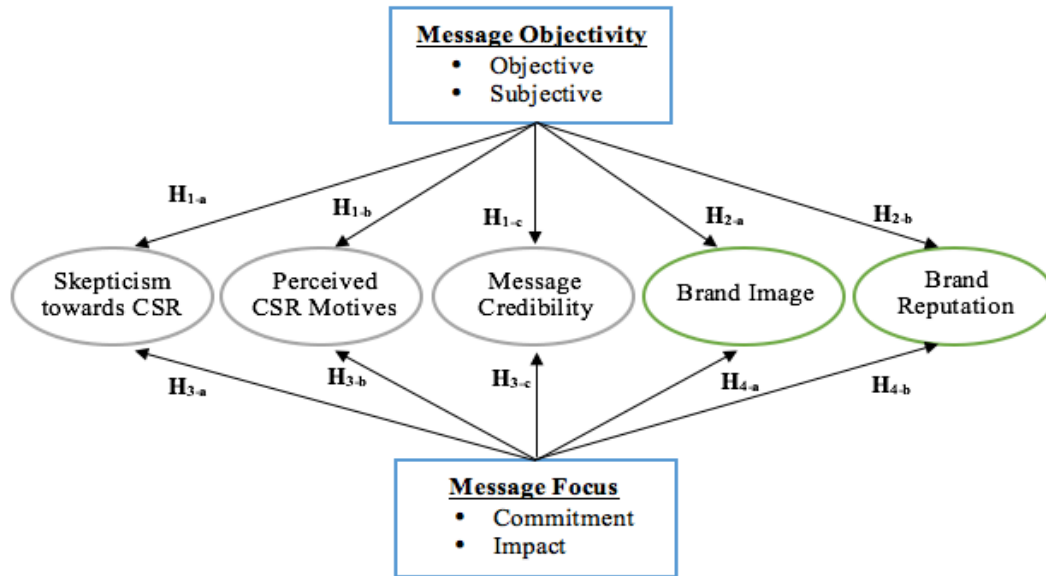 Message Objectivity
• Objective
• Subjective
H1-a
H1-b
H1-c
H2-a
H2-b
Skepticism
towards CSR
Perceived
CSR Motives
Message
Credibility
Brand Image
Brand
Reputation
H3-a
H3-b
H3-c
H4-a
H4-b
Message Focus
• Commitment
• Impact